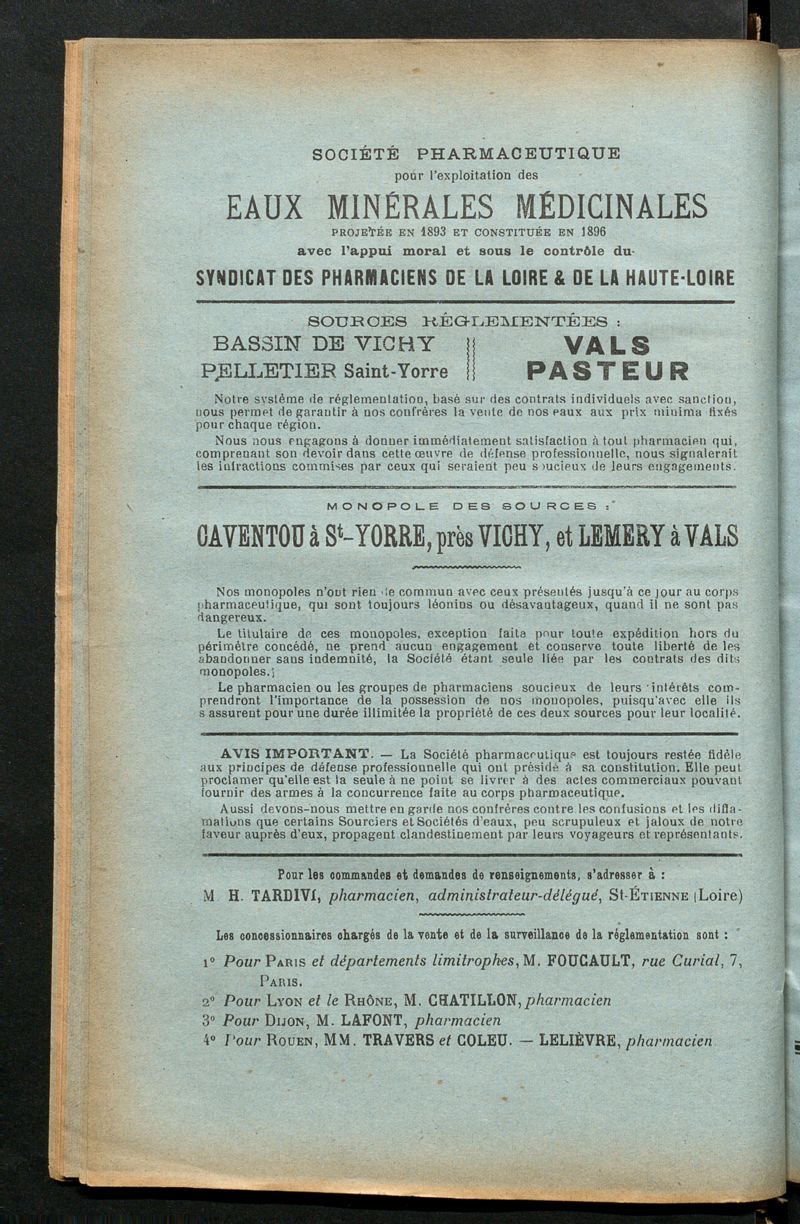 SOCIÉTÉ PHARMACEUTIQUE
pour l'exploitation des
EAUX MINÉRALES MÉDICINALES
PROJETÉE EN 1893 ET CONSTITUÉE EN 1896
avec l'appui moral et sous le contrôle du
SYNDICAT DES PHARMACIENS DE LA LOIRE & DE LA HAUTE-LOIRE
SOURCES RÉGLEMENTÉES :
BASSIN DE VICHY
PELLETIER Saint-Yorre
VALS
PASTEUR
Notre système de réglementation, basé sur des contrats individuels avec sanction,
nous permet de garantir à nos confrères la vente de nos eaux aux prix minima fixés
pour chaque région.
Nous nous engagons à donner immédiatement satisfaction à tout pharmacien qui,
comprenant son devoir dans cette œuvre de défense professionnelle, nous signalerait
les infractions commises par ceux qui seraient peu soucieux de leurs engagements.
MONOPOLE DES SOURCES :
CAVENTOU à St-YORRE, près VICHY, et LEMERY à VALS
Nos monopoles n'ont rien de commun avec ceux présentés jusqu'à ce jour au corps
pharmaceutique, qui sont toujours léonins ou désavantageux, quand il ne sont pas
dangereux.
Le titulaire de ces monopoles, exception faite pour toute expédition hors du
périmètre concédé, ne prend aucun engagement et conserve toute liberté de les
abandonner sans indemnité, la Société étant seule liée par les contrats des dits
monopoles.
Le pharmacien ou les groupes de pharmaciens soucieux de leurs intérêts com-
prendront l'importance de la possession de nos monopoles, puisqu'avec elle ils
s assurent pour une durée illimitée la propriété de ces deux sources pour leur localité.
AVIS IMPORTANT. — La Société pharmaceutique est toujours restée fidèle
aux principes de défense professionnelle qui ont présidé à sa constitution. Elle peut
proclamer qu'elle est la seule à ne point se livrer à des actes commerciaux pouvant
fournir des armes à la concurrence faite au corps pharmaceutique.
Aussi devons-nous mettre en garde nos confrères contre les confusions et les diffa-
mations que certains Sourciers et Sociétés d'eaux, peu scrupuleux et jaloux de notre
faveur auprès d'eux, propagent clandestinement par leurs voyageurs et représentants.
Pour les commandes et demandes de renseignements, s'adresser à :
M H. TARDIVI, pharmacien, administrateur-délégué, St-ÉTIENNE (Loire)
Les concessionnaires chargés de la vente et de la surveillance de la réglementation sont :
1° Pour PARIS et départements limitrophes, M. FOUCAULT, rue Curial, 7,
PARIS.
2° Pour LYON et le RHÔNE, M. CHATILLON, pharmacien
3° Pour DIJON, M. LAFONT, pharmacien
4° Pour ROUEN, MM. TRAVERS et COLEU. — LELIÈVRE, pharmacien